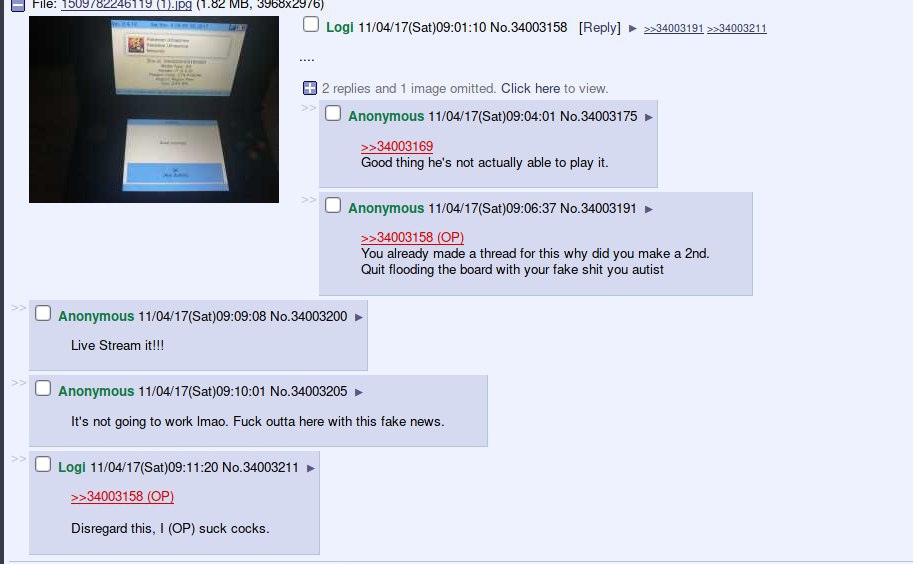 File: 1509782246119 (1).jpg (1.82 MB, 3968x2976)
Logi 11/04/17(Sat)09:01:10 No.34003158 [Reply] ▶ >>34003191 >>34003211
....
2 replies and 1 image omitted. Click here to view.
>> Anonymous 11/04/17(Sat)09:04:01 No.34003175 ▶
>>34003169
Good thing he's not actually able to play it.
>> Anonymous 11/04/17(Sat)09:06:37 No.34003191 ▶
>>34003158 (OP)
You already made a thread for this why did you make a 2nd.
Quit flooding the board with your fake shit you autist
>> Anonymous 11/04/17(Sat)09:09:08 No.34003200 ▶
Live Stream it!!!
>> Anonymous 11/04/17(Sat)09:10:01 No.34003205 ▶
It's not going to work lmao. Fuck outta here with this fake news.
>> Logi 11/04/17(Sat)09:11:20 No.34003211 ▶
>>34003158 (OP)
Disregard this, I (OP) suck cocks.